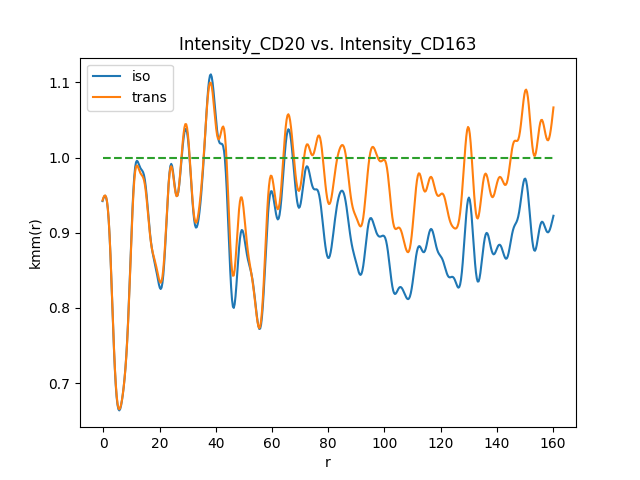 Intensity_CD20 vs. Intensity_CD163
iso
trans
kmm(r)
1.1
1.0
0.9
0.8
0.7
0 20 40 60 80 100 120 140 160
r